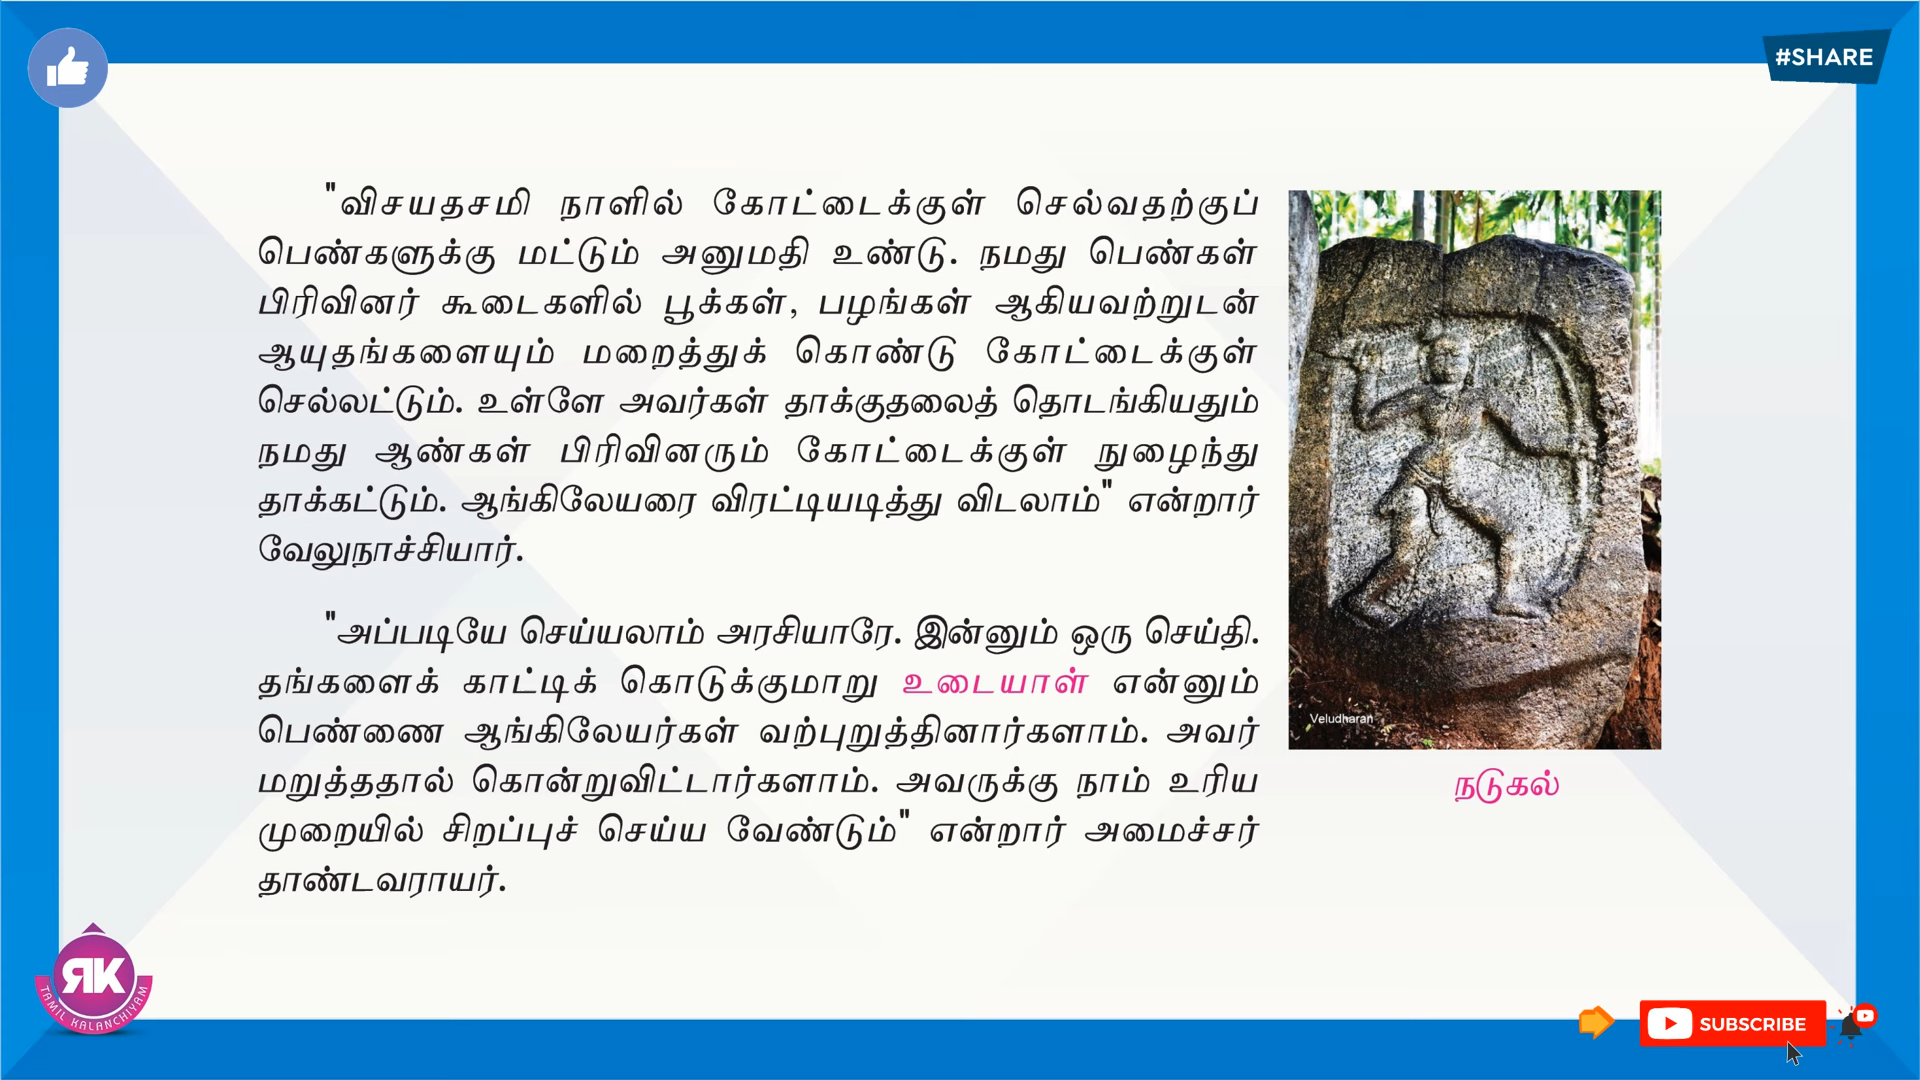 #SHARE
"விசயதசமி நாளில் கோட்டைக்குள் செல்வதற்குப்
பெண்களுக்கு மட்டும் அனுமதி உண்டு. நமது பெண்கள்
பிரிவினர் கூடைகளில் பூக்கள், பழங்கள் ஆகியவற்றுடன்
ஆயுதங்களையும் மறைத்துக் கொண்டு கோட்டைக்குள்
செல்லட்டும். உள்ளே அவர்கள் தாக்குதலைத் தொடங்கியதும்
நமது ஆண்கள் பிரிவினரும் கோட்டைக்குள் நுழைந்து
தாக்கட்டும். ஆங்கிலேயரை விரட்டியடித்து விடலாம்" என்றார்
வேலுநாச்சியார்.
"அப்படியே செய்யலாம் அரசியாரே. இன்னும் ஒரு செய்தி.
தங்களைக் காட்டிக் கொடுக்குமாறு உடையாள் என்னும்
பெண்ணை ஆங்கிலேயர்கள் வற்புறுத்தினார்களாம். அவர்
மறுத்ததால் கொன்றுவிட்டார்களாம். அவருக்கு நாம் உரிய
முறையில் சிறப்புச் செய்ய வேண்டும்" என்றார் அமைச்சர்
தாண்டவராயர்.
Veludharan
நடுகல்
RK
TAMIL KALANCHIYAM
SUBSCRIBE